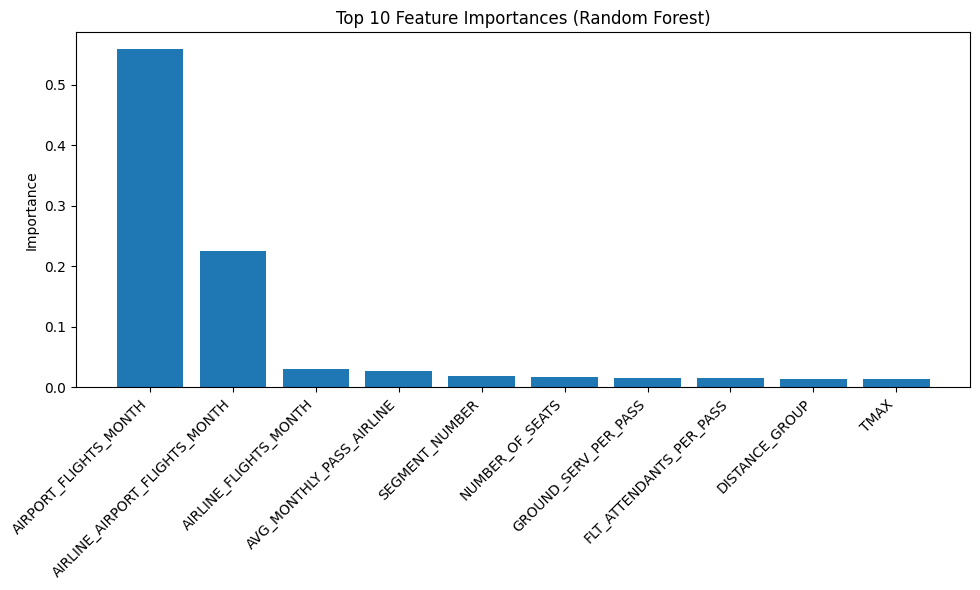 Top 10 Feature Importances (Random Forest)
Importance
0.5
0.4
0.3
0.2
0.1
0.0
AIRPORT_FLIGHTS_MONTH
AIRLINE_AIRPORT_FLIGHTS_MONTH
AIRLINE_FLIGHTS_MONTH
AVG_MONTHLY_PASS_AIRLINE
SEGMENT_NUMBER
NUMBER_OF_SEATS
GROUND_SERV_PER_PASS
FLT_ATTENDANTS_PER_PASS
DISTANCE_GROUP
TMAX